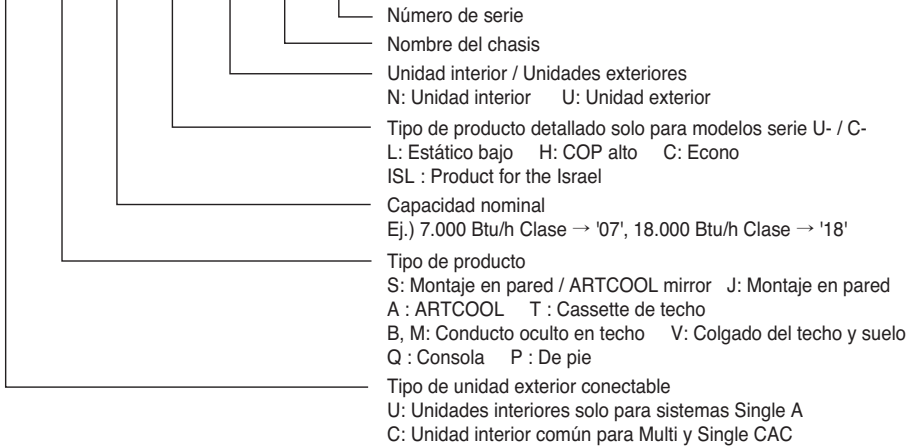 Número de serie
Nombre del chasis
Unidad interior / Unidades exteriores
N: Unidad interior U: Unidad exterior
Tipo de producto detallado solo para modelos serie U- / C-
L: Estático bajo H: COP alto C: Econo
ISL : Product for the Israel
Capacidad nominal
Ej.) 7.000 Btu/h Clase → '07', 18.000 Btu/h Clase → '18'
Tipo de producto
S: Montaje en pared / ARTCOOL mirror J: Montaje en pared
A : ARTCOOL T : Cassette de techo
B, M: Conducto oculto en techo V: Colgado del techo y suelo
Q : Consola P : De pie
Tipo de unidad exterior conectable
U: Unidades interiores solo para sistemas Single A
C: Unidad interior común para Multi y Single CAC